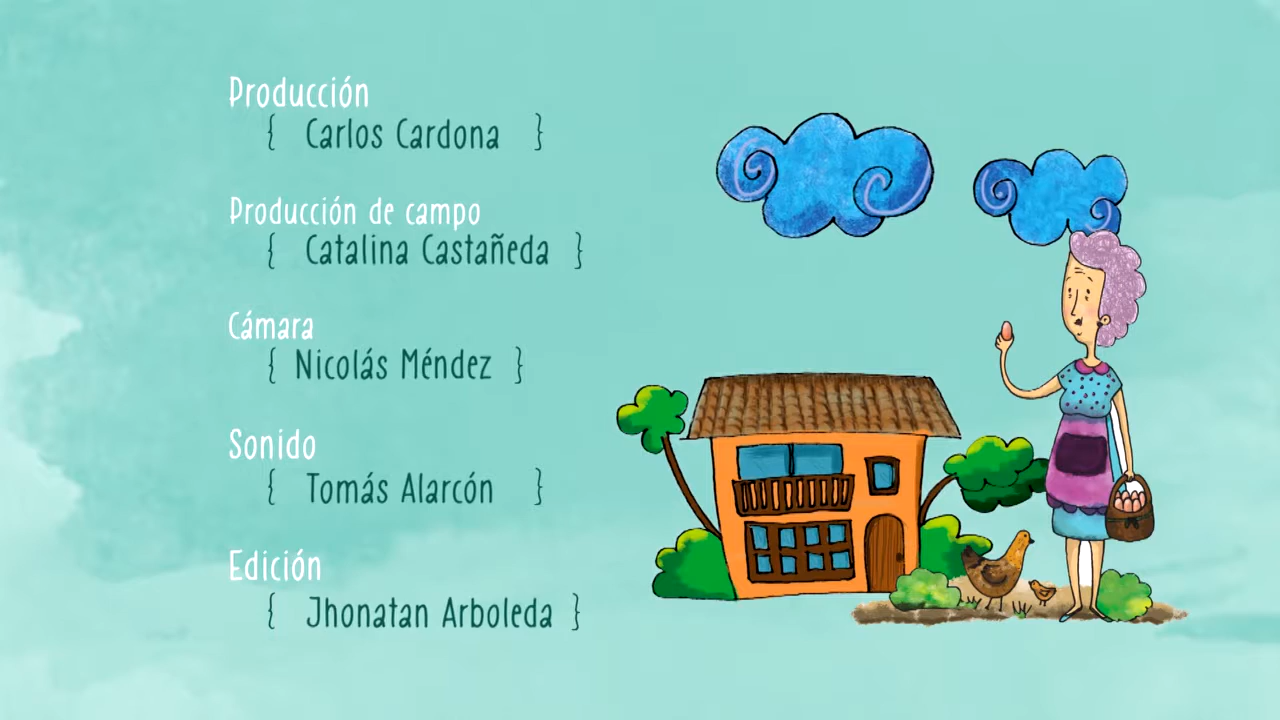 Producción
{ Carlos Cardona }
Producción de campo
{ Catalina Castañeda }
Cámara
{ Nicolás Méndez }
Sonido
{ Tomás Alarcón }
Edición
{ Jhonatan Arboleda }